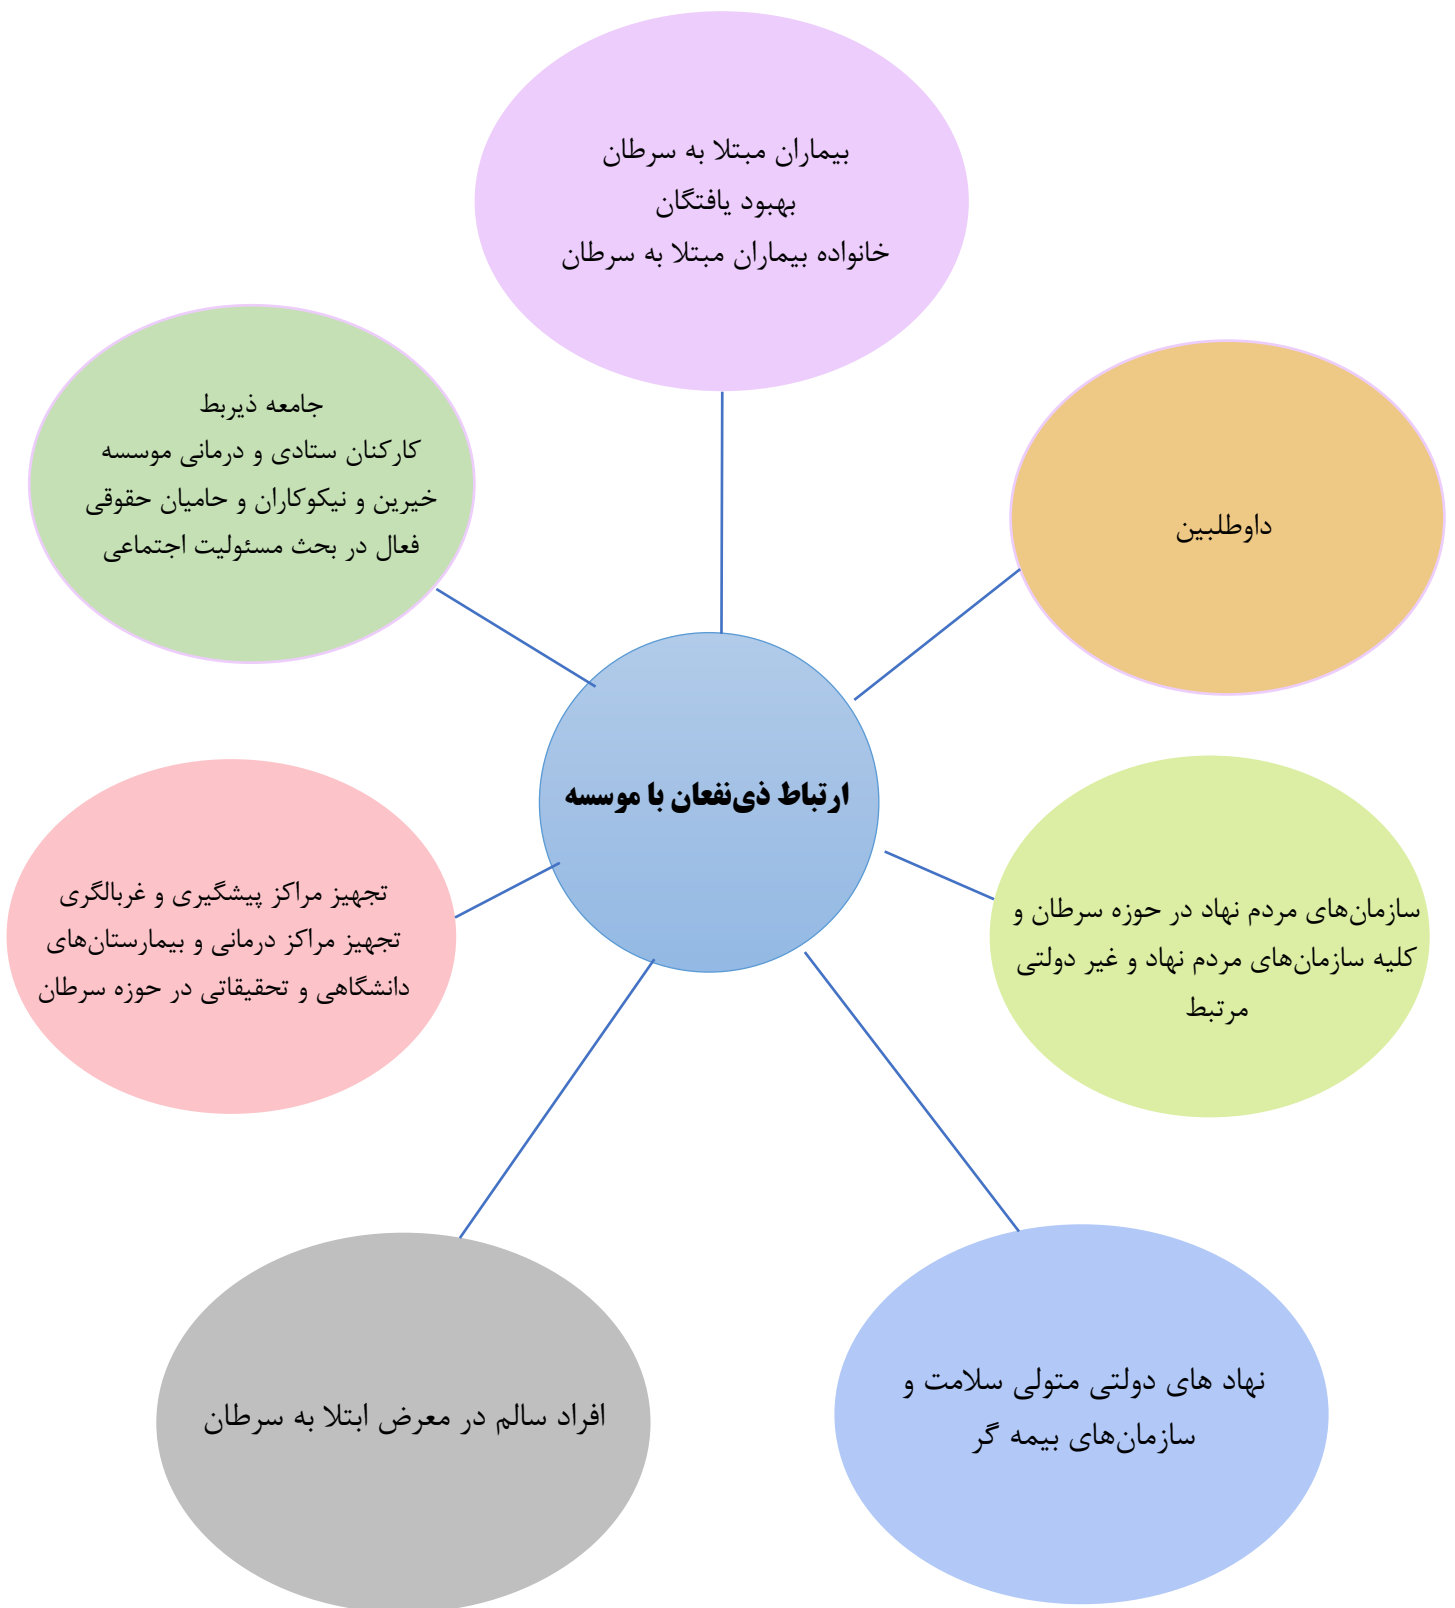 بیماران مبتلا به سرطان
بهبود یافتگان
خانواده بیماران مبتلا به سرطان
داوطلبین
جامعه ذیربط
کارکنان ستادی و درمانی موسسه
خیرین و نیکوکاران و حامیان حقوقی
فعال در بحث مسئولیت اجتماعی
ارتباط ذی‌نفعان با موسسه
سازمان‌های مردم نهاد در حوزه سرطان و
کلیه سازمان‌های مردم نهاد و غیر دولتی
مرتبط
تجهیز مراکز پیشگیری و غربالگری
تجهیز مراکز درمانی و بیمارستان‌های
دانشگاهی و تحقیقاتی در حوزه سرطان
نهاد های دولتی متولی سلامت و
سازمان‌های بیمه گر
افراد سالم در معرض ابتلا به سرطان